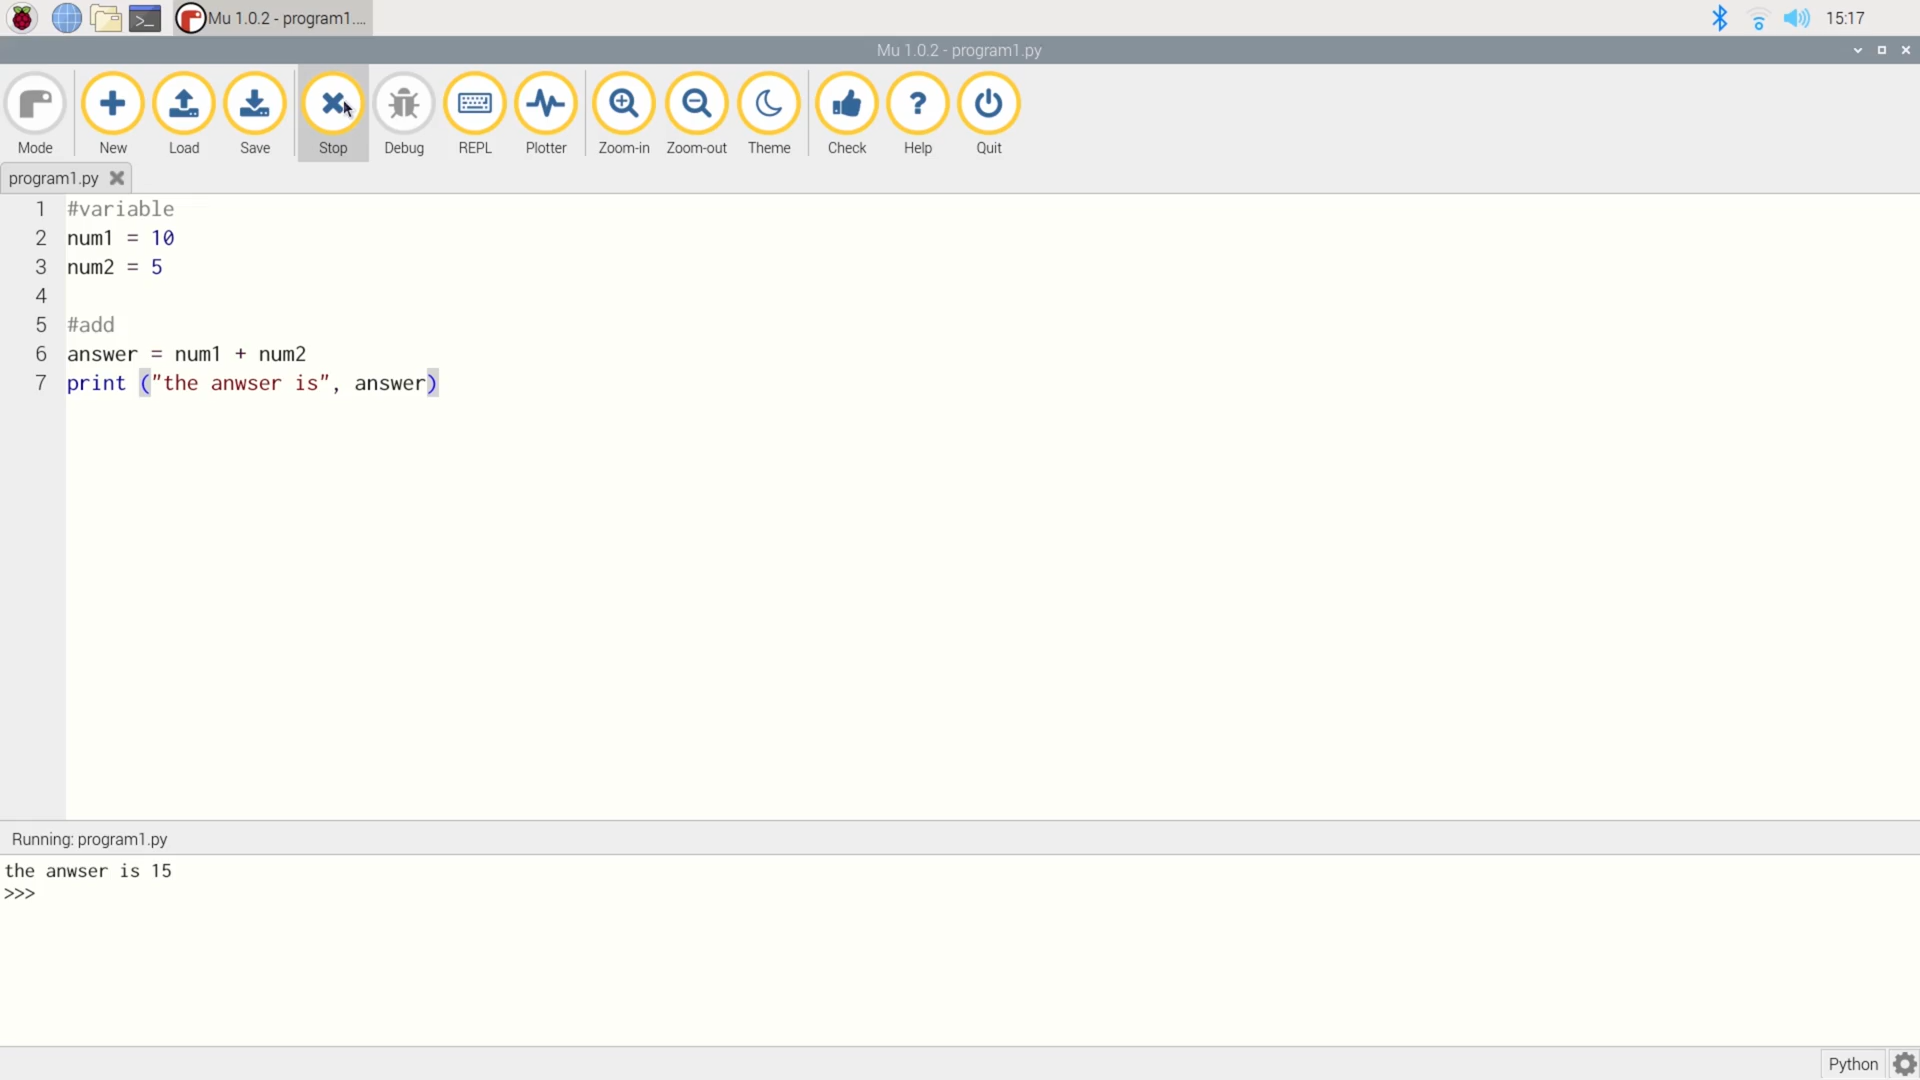 Mu 1.0.2 - program1.... 15:17
Mu 1.0.2 - program1.py
Mode New Load Save Stop Debug REPL Plotter Zoom-in Zoom-out Theme Check Help Quit
program1.py
1 #variable
2 num1 = 10
3 num2 = 5
4
5 #add
6 answer = num1 + num2
7 print ("the anwser is", answer)
Running: program1.py
the anwser is 15
>>>
Python